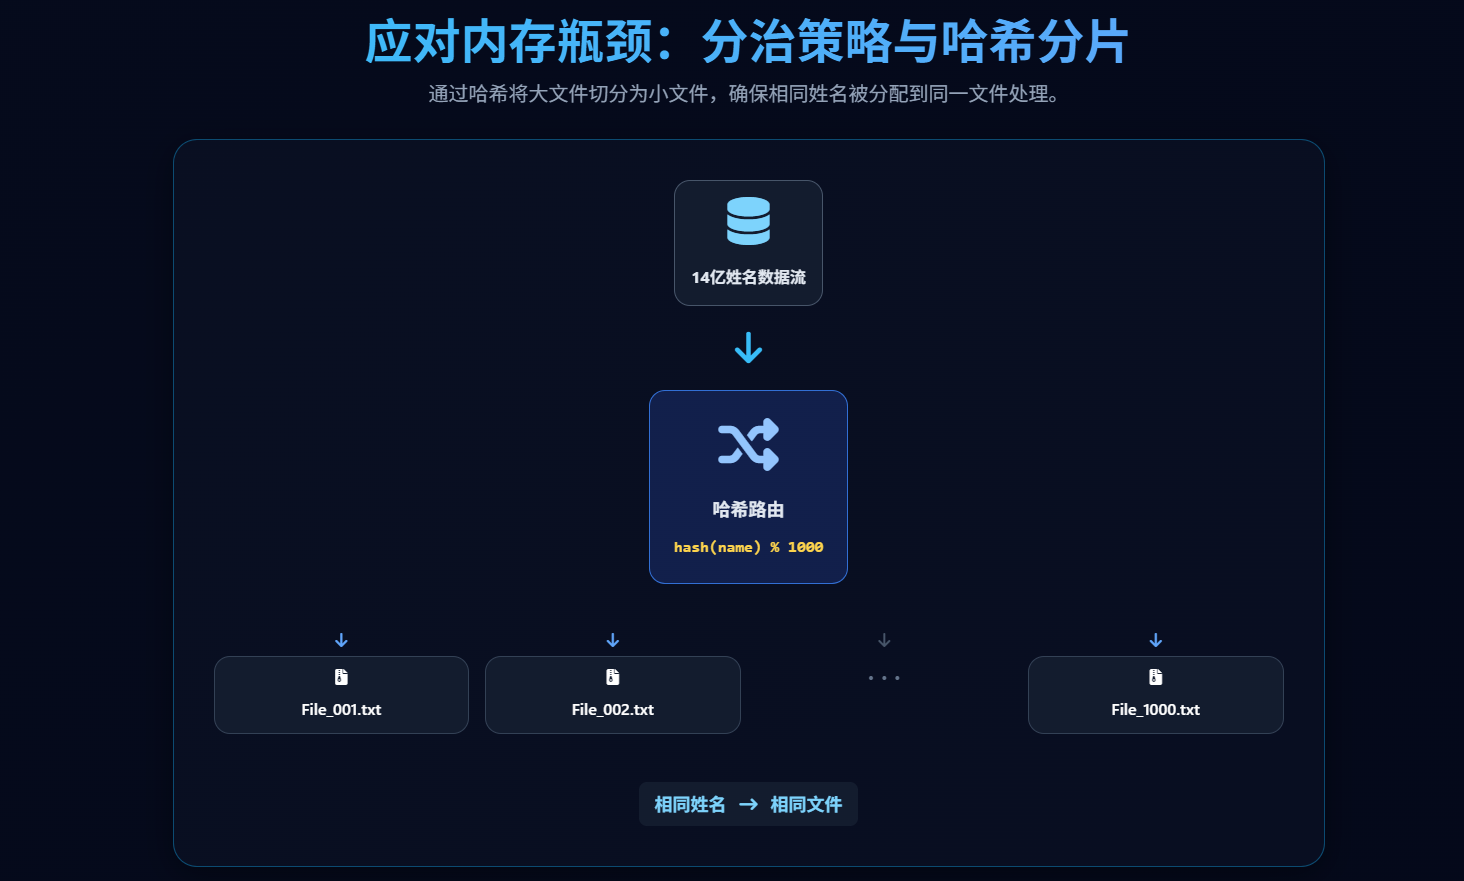 应对内存瓶颈：分治策略与哈希分片
通过哈希将大文件切分为小文件，确保相同姓名被分配到同一文件处理。
14亿姓名数据流
哈希路由
hash(name) % 1000
File_001.txt
File_002.txt
...
File_1000.txt
相同姓名 → 相同文件